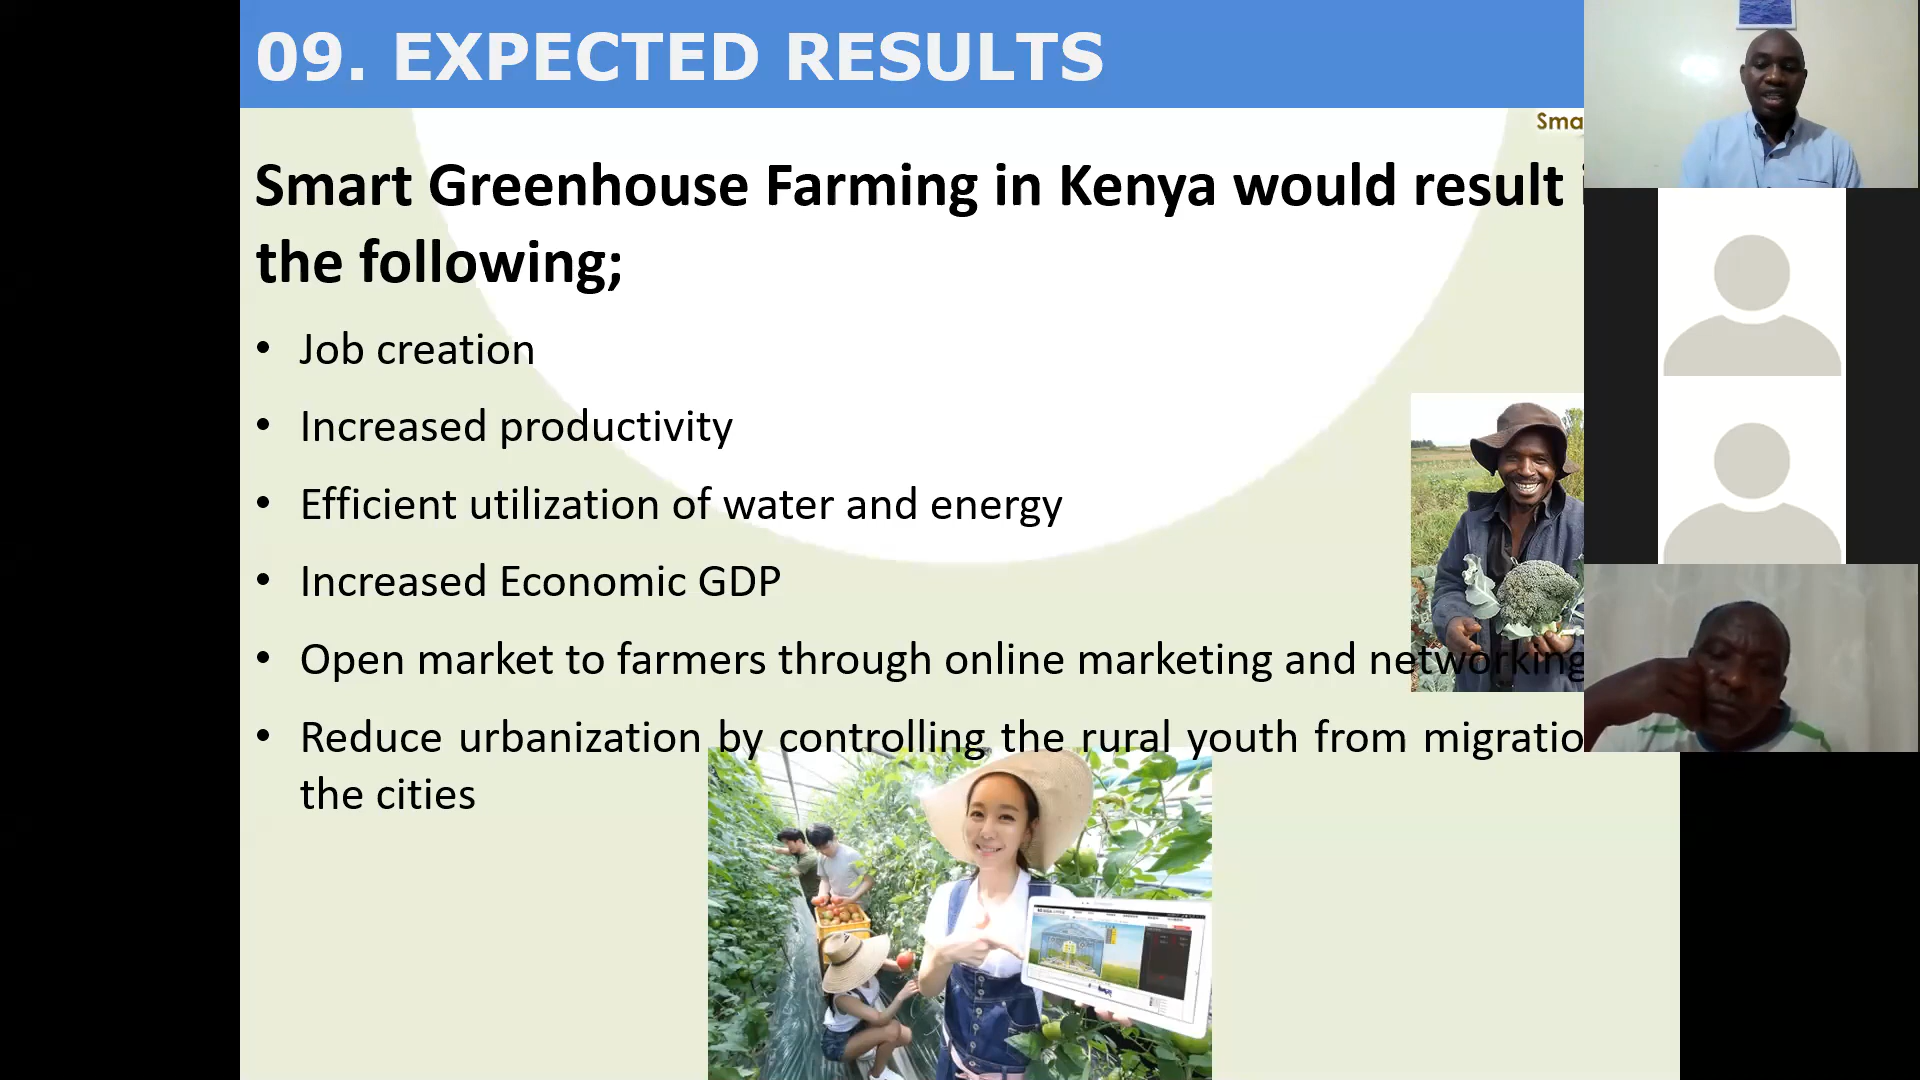 09. EXPECTED RESULTS
Sma
Smart Greenhouse Farming in Kenya would result i
the following;
• Job creation
• Increased productivity
• Efficient utilization of water and energy
• Increased Economic GDP
• Open market to farmers through online marketing and networking
• Reduce urbanization by controlling the rural youth from migratio
the cities